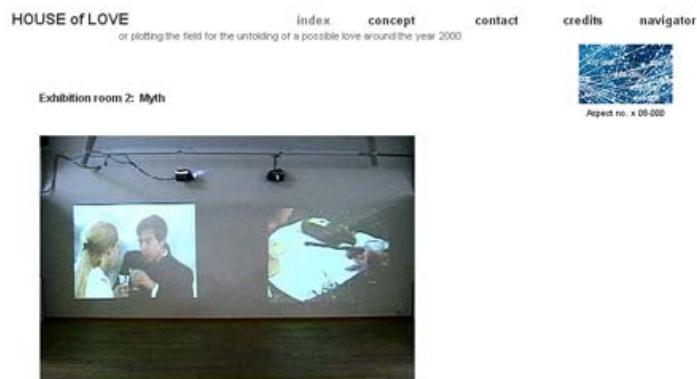 HOUSE of LOVE
index concept contact credits navigator
or plotting the field for the unfolding of a possible love around the year 2000
Exhibition room 2: Myth
Aspect no. x 08-000